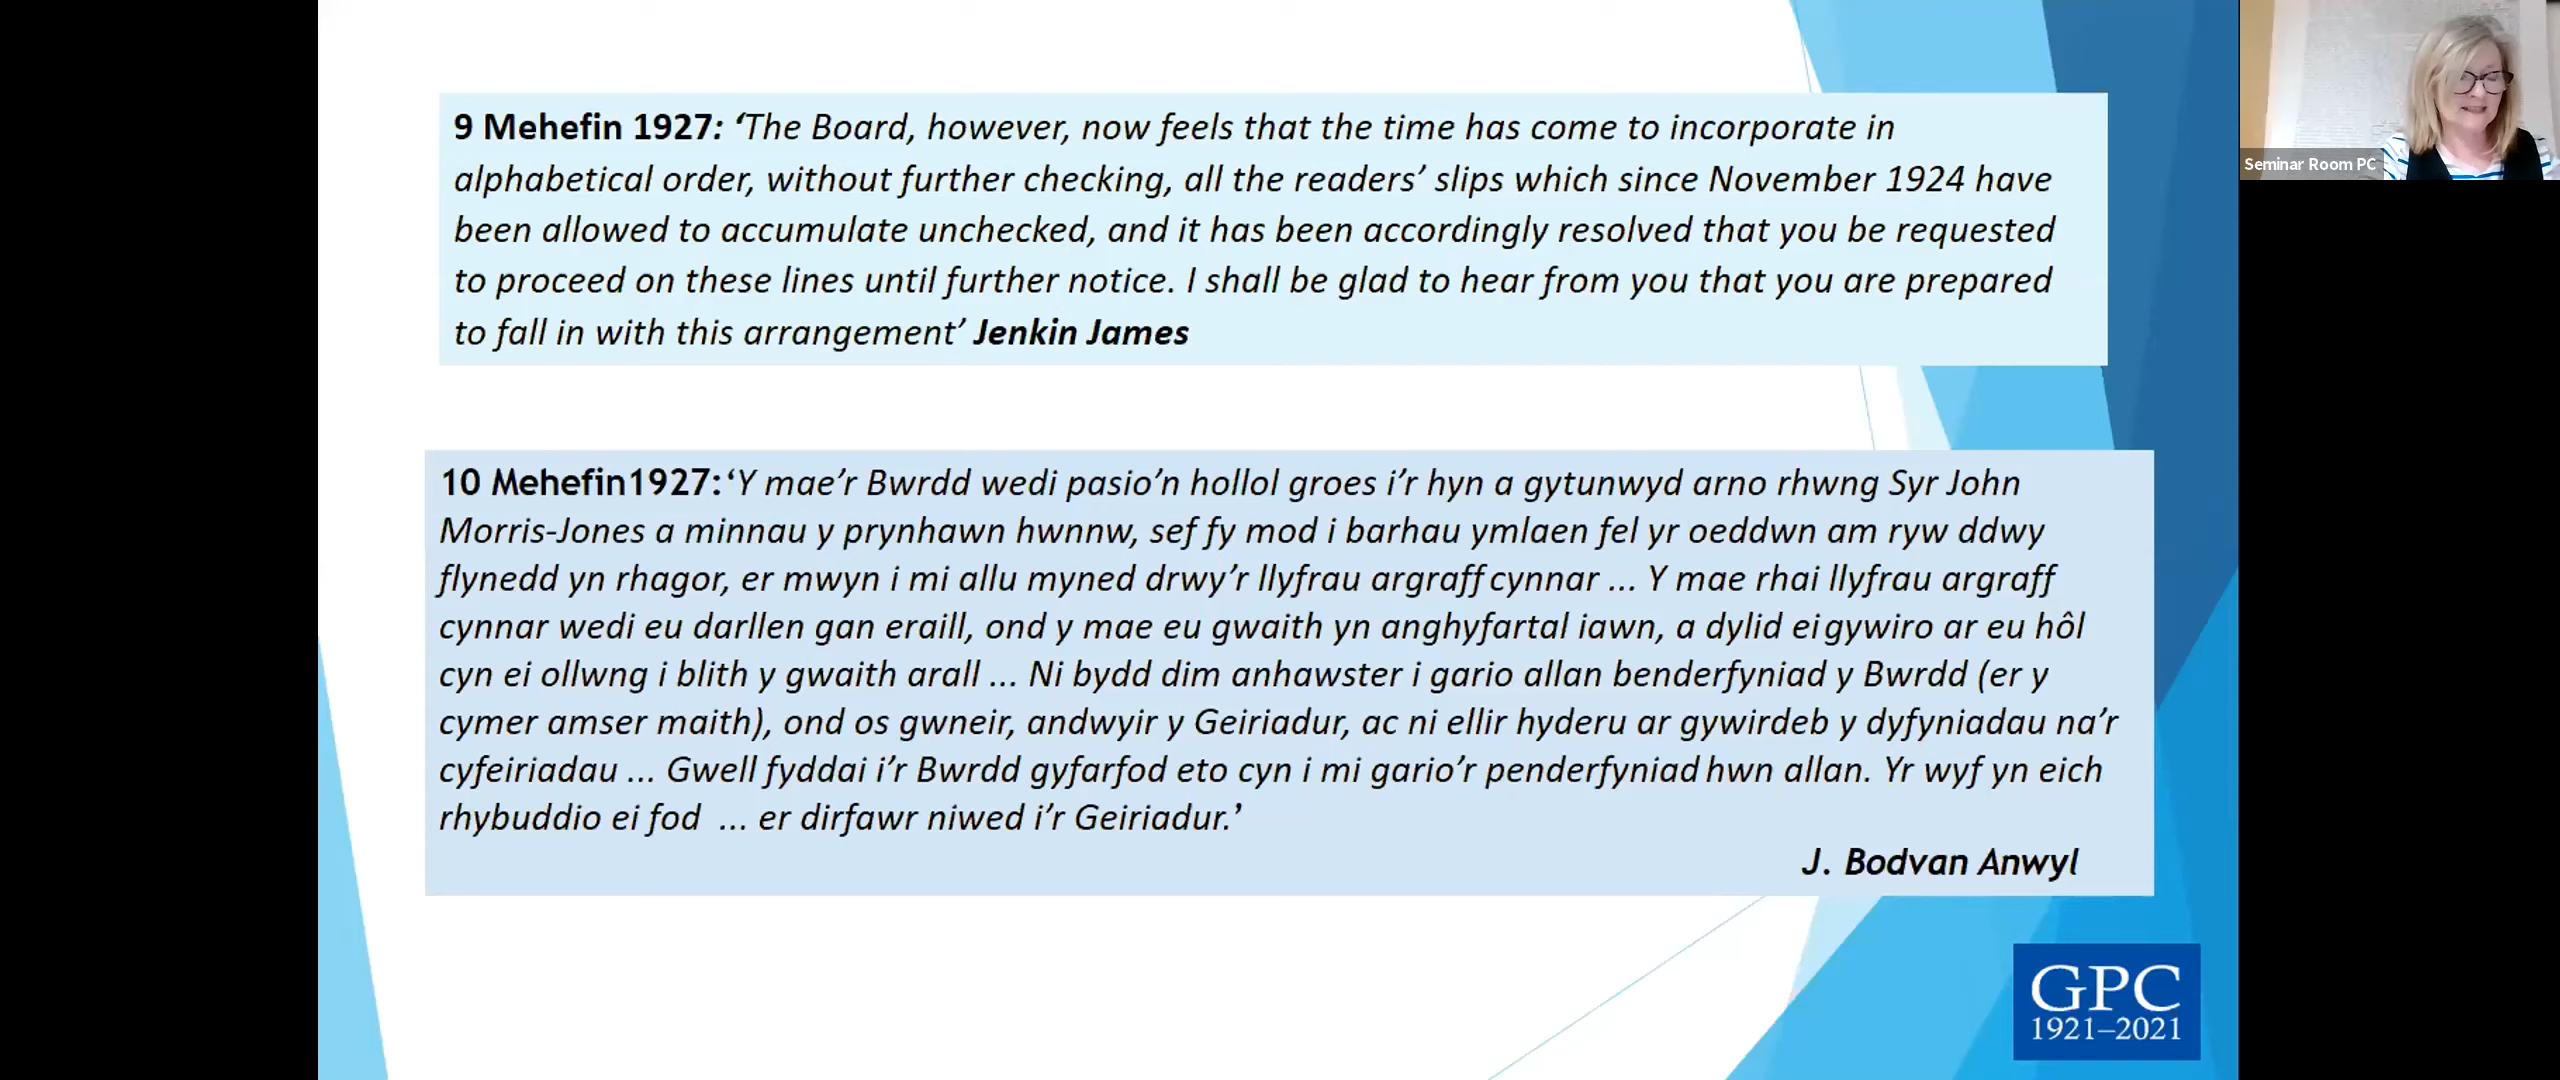 9 Mehefin 1927: ‘The Board, however, now feels that the time has come to incorporate in
alphabetical order, without further checking, all the readers’ slips which since November 1924 have
been allowed to accumulate unchecked, and it has been accordingly resolved that you be requested
to proceed on these lines until further notice. I shall be glad to hear from you that you are prepared
to fall in with this arrangement’ Jenkin James
10 Mehefin1927:‘Y mae’r Bwrdd wedi pasio’n hollol groes i’r hyn a gytunwyd arno rhwng Syr John
Morris-Jones a minnau y prynhawn hwnnw, sef fy mod i barhau ymlaen fel yr oeddwn am ryw ddwy
flynedd yn rhagor, er mwyn i mi allu myned drwy’r llyfrau argraff cynnar ... Y mae rhai llyfrau argraff
cynnar wedi eu darllen gan eraill, ond y mae eu gwaith yn anghyfartal iawn, a dylid ei gywiro ar eu hôl
cyn ei ollwng i blith y gwaith arall ... Ni bydd dim anhawster i gario allan benderfyniad y Bwrdd (er y
cymer amser maith), ond os gwneir, andwyir y Geiriadur, ac ni ellir hyderu ar gywirdeb y dyfyniadau na’r
cyfeiriadau ... Gwell fyddai i’r Bwrdd gyfarfod eto cyn i mi gario’r penderfyniad hwn allan. Yr wyf yn eich
rhybuddio ei fod ... er dirfawr niwed i’r Geiriadur.’
J. Bodvan Anwyl
GPC
1921–2021
Seminar Room PC